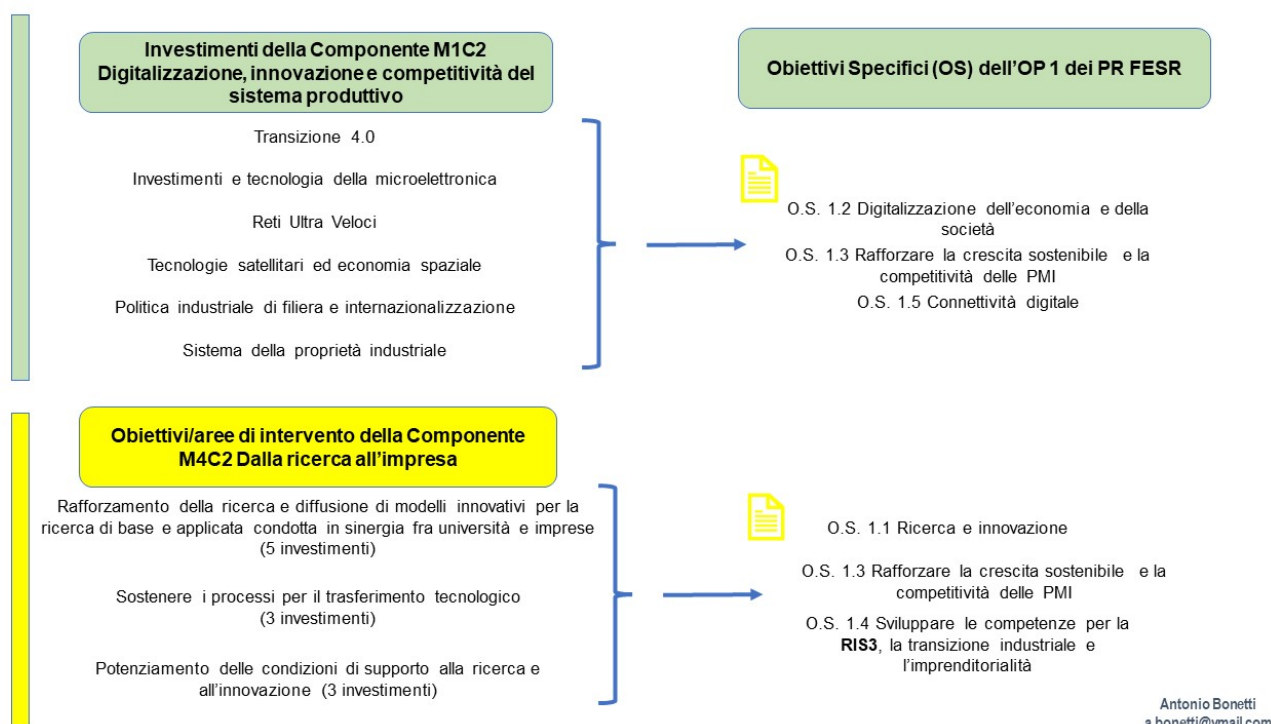 Investimenti della Componente M1C2
Digitalizzazione, innovazione e competitività del
sistema produttivo
Transizione 4.0
Investimenti e tecnologia della microelettronica
Reti Ultra Veloci
Tecnologie satellitari ed economia spaziale
Politica industriale di filiera e internazionalizzazione
Sistema della proprietà industriale
Obiettivi Specifici (OS) dell’OP 1 dei PR FESR
O.S. 1.2 Digitalizzazione dell’economia e della
società
O.S. 1.3 Rafforzare la crescita sostenibile e la
competitività delle PMI
O.S. 1.5 Connettività digitale
Obiettivi/aree di intervento della Componente
M4C2 Dalla ricerca all’impresa
Rafforzamento della ricerca e diffusione di modelli innovativi per la
ricerca di base e applicata condotta in sinergia fra università e imprese
(5 investimenti)
Sostenere i processi per il trasferimento tecnologico
(3 investimenti)
Potenziamento delle condizioni di supporto alla ricerca e
all’innovazione (3 investimenti)
O.S. 1.1 Ricerca e innovazione
O.S. 1.3 Rafforzare la crescita sostenibile e la
competitività delle PMI
O.S. 1.4 Sviluppare le competenze per la
RIS3, la transizione industriale e
l’imprenditorialità
Antonio Bonetti
a.bonetti@ymail.com